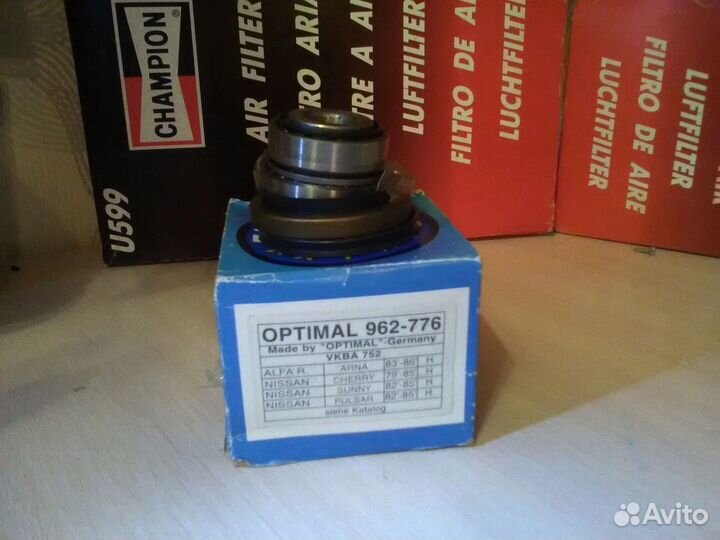 CHAMPION®
U599
AIR FILTER
LUFTFILTER
FILTRO DE
LUCHTFILTER
LUCHTFILTER
FILTRO DE AIRE
LUFTFILTER
OPTIMAL 962-776
Made by "OPTIMAL"-Germany
VKBA 752
ALFA R. ARNA 83'-86' H
NISSAN CHERRY 79'-85' H
NISSAN SUNNY 82'-85' H
NISSAN PULSAR 82'-85' H
siehe Katalog
Avito